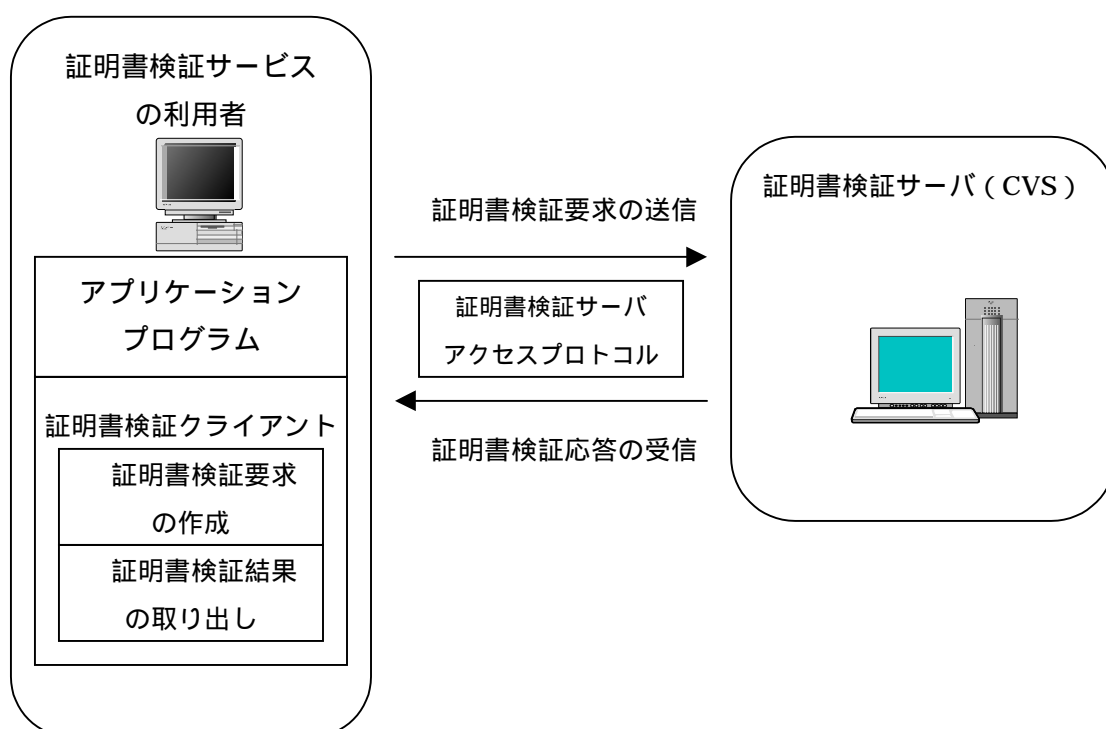 証明書検証サービス
の利用者
アプリケーション
プログラム
証明書検証クライアント
証明書検証要求
の作成
証明書検証結果
の取り出し
証明書検証要求の送信
証明書検証サーバ
アクセスプロトコル
証明書検証応答の受信
証明書検証サーバ(CVS)